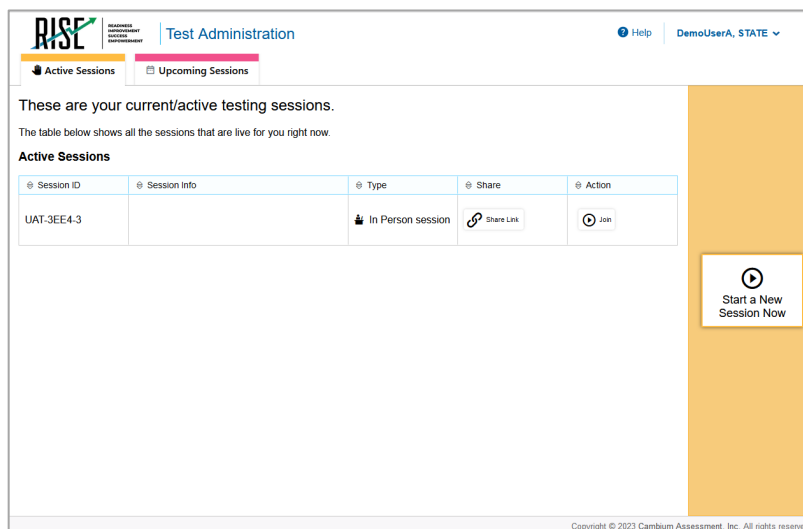 RISE
READINESS
IMPROVEMENT
SUCCESS
EMPOWERMENT
Test Administration
Help
DemoUserA, STATE
Active Sessions
Upcoming Sessions
These are your current/active testing sessions.
The table below shows all the sessions that are live for you right now.
Active Sessions
Session ID
Session Info
Type
Share
Action
UAT-3EE4-3
In Person session
Share Link
Join
Start a New
Session Now
Copyright © 2023 Cambium Assessment, Inc. All rights reserve